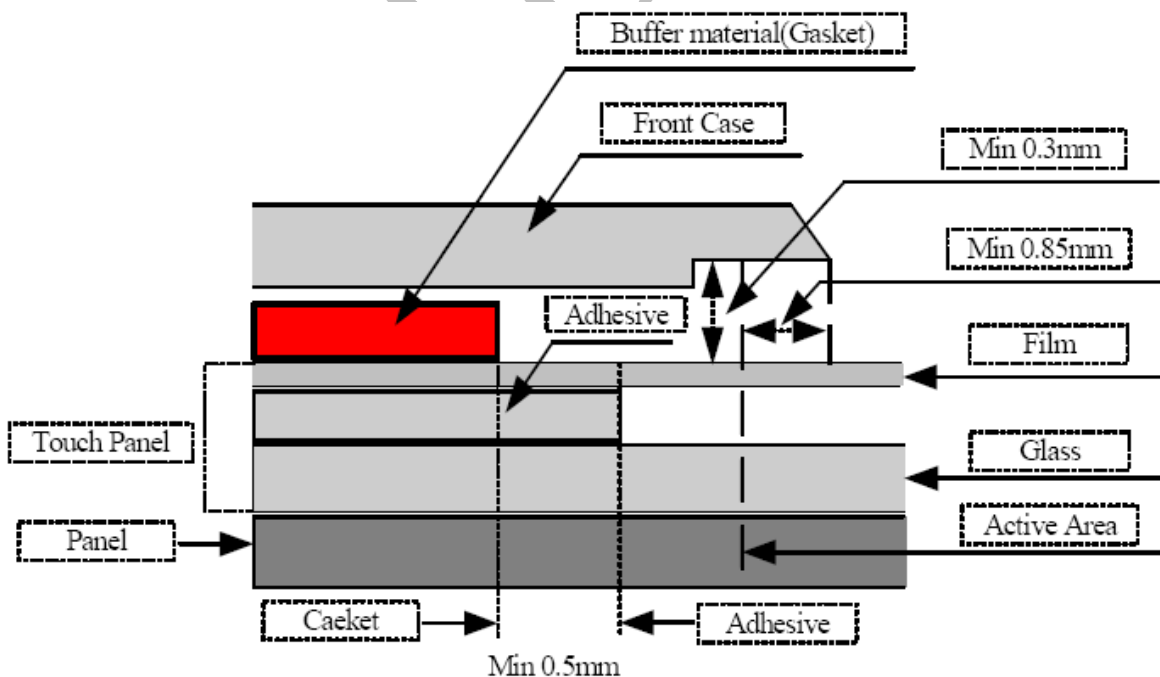 Buffer material(Gasket)
Front Case
Min 0.3mm
Min 0.85mm
Adhesive
Film
Touch Panel
Glass
Panel
Active Area
Caeket
Adhesive
Min 0.5mm